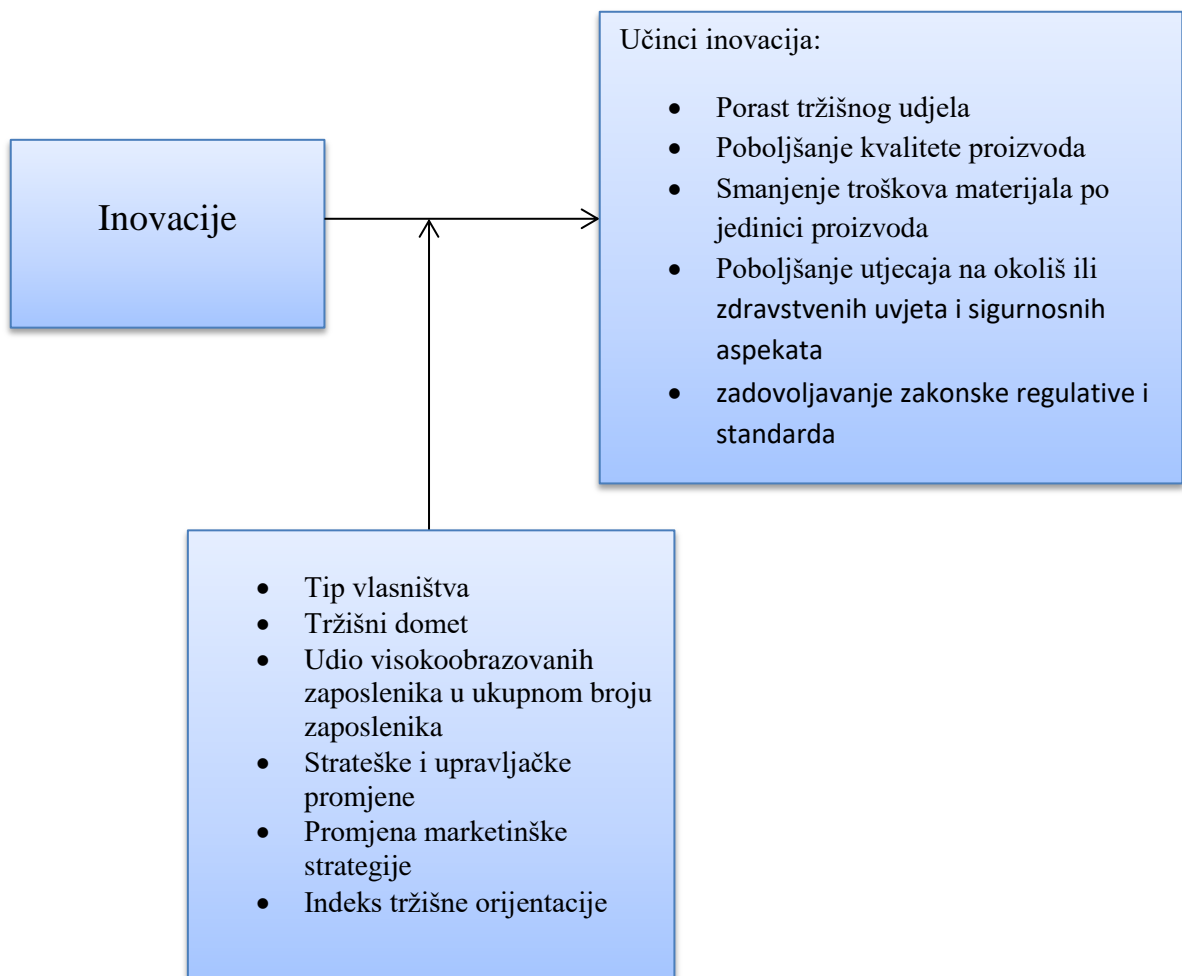 Učinci inovacija:
• Porast tržišnog udjela
• Poboljšanje kvalitete proizvoda
• Smanjenje troškova materijala po
jedinici proizvoda
• Poboljšanje utjecaja na okoliš ili
zdravstvenih uvjeta i sigurnosnih
aspekata
• zadovoljavanje zakonske regulative i
standarda
Inovacije
• Tip vlasništva
• Tržišni domet
• Udio visokoobrazovanih
zaposlenika u ukupnom broju
zaposlenika
• Strateške i upravljačke
promjene
• Promjena marketinške
strategije
• Indeks tržišne orijentacije